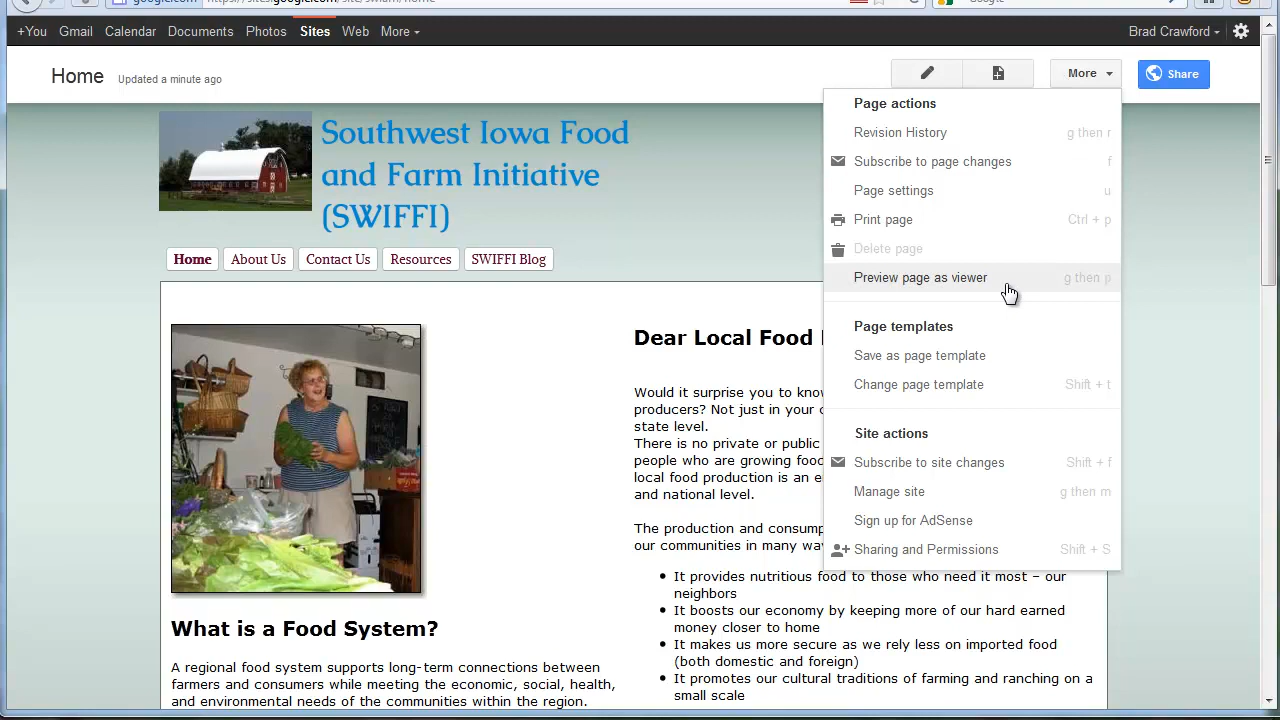 google.com https://sites.google.com/site/swiffi/home
+You Gmail Calendar Documents Photos Sites Web More Brad Crawford
Home Updated a minute ago
More Share
Southwest Iowa Food
and Farm Initiative
(SWIFFI)
Home About Us Contact Us Resources SWIFFI Blog
Page actions
Revision History g then r
Subscribe to page changes f
Page settings u
Print page Ctrl + p
Delete page
Preview page as viewer g then p
Page templates
Save as page template
Change page template Shift + t
Site actions
Subscribe to site changes Shift + f
Manage site g then m
Sign up for AdSense
Sharing and Permissions Shift + S
What is a Food System?
A regional food system supports long-term connections between
farmers and consumers while meeting the economic, social, health,
and environmental needs of the communities within the region.
Dear Local Food
Would it surprise you to know
producers? Not just in your
state level.
There is no private or public
people who are growing food
local food production is an
and national level.
The production and
our communities in many
• It provides nutritious food to those who need it most – our
neighbors
• It boosts our economy by keeping more of our hard earned
money closer to home
• It makes us more secure as we rely less on imported food
(both domestic and foreign)
• It promotes our cultural traditions of farming and ranching on a
small scale